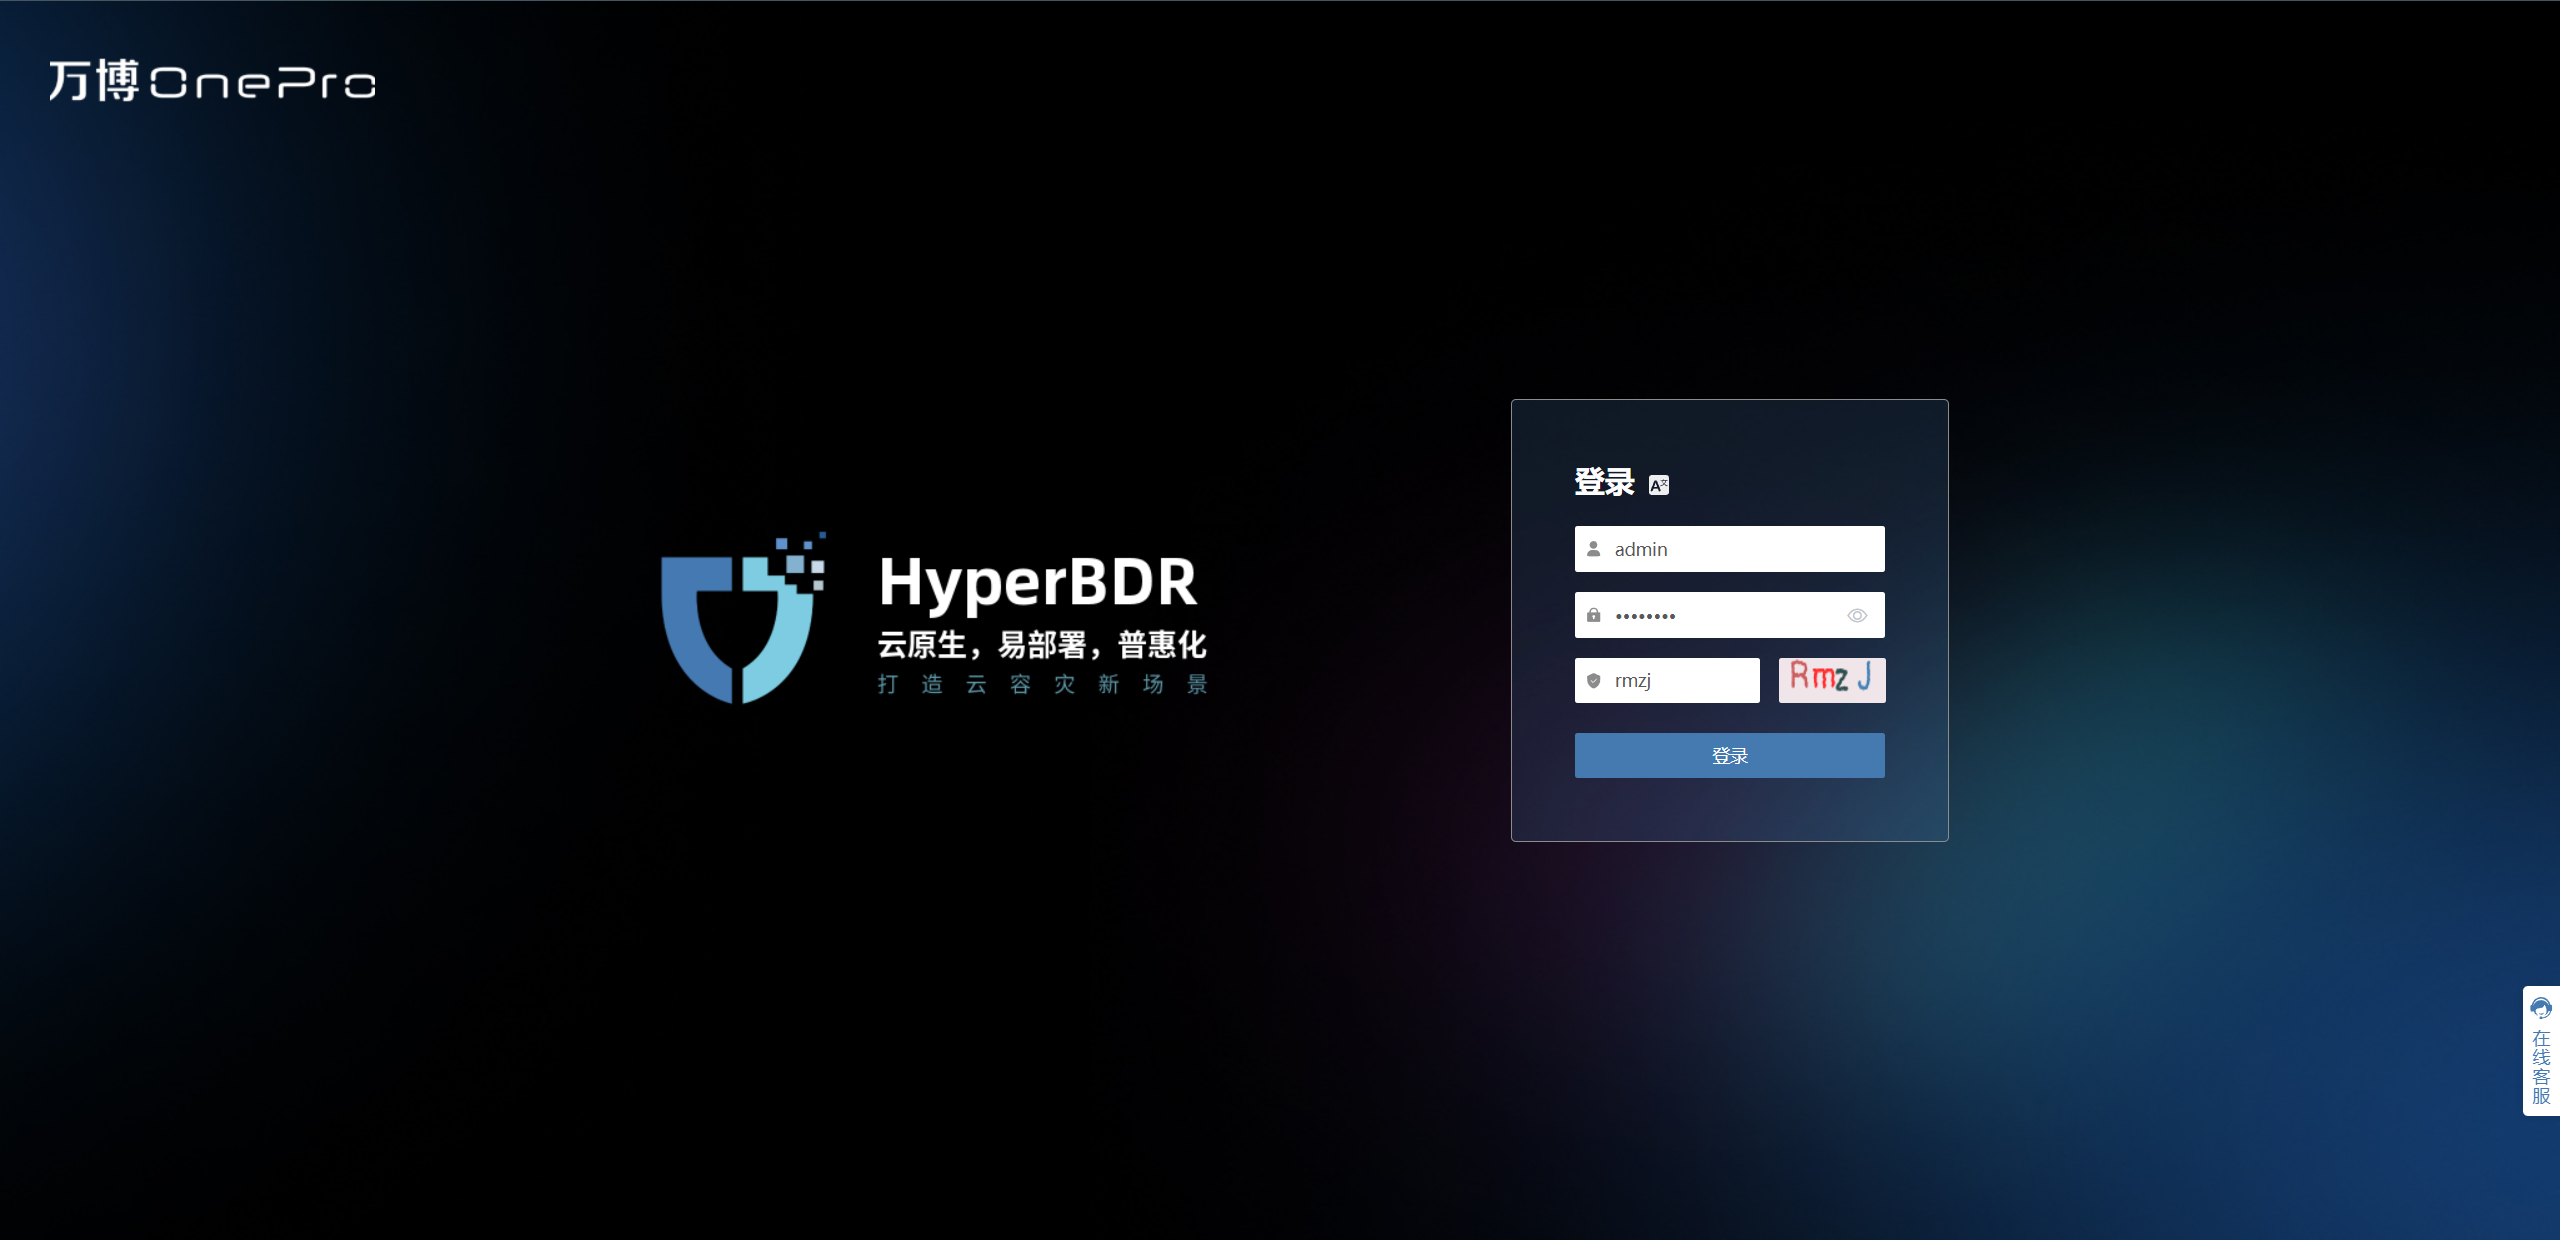 万博OnePro
HyperBDR
云原生，易部署，普惠化
打造云容灾新场景
登录
admin
••••••••
rmzj
RmzJ
登录
在线客服